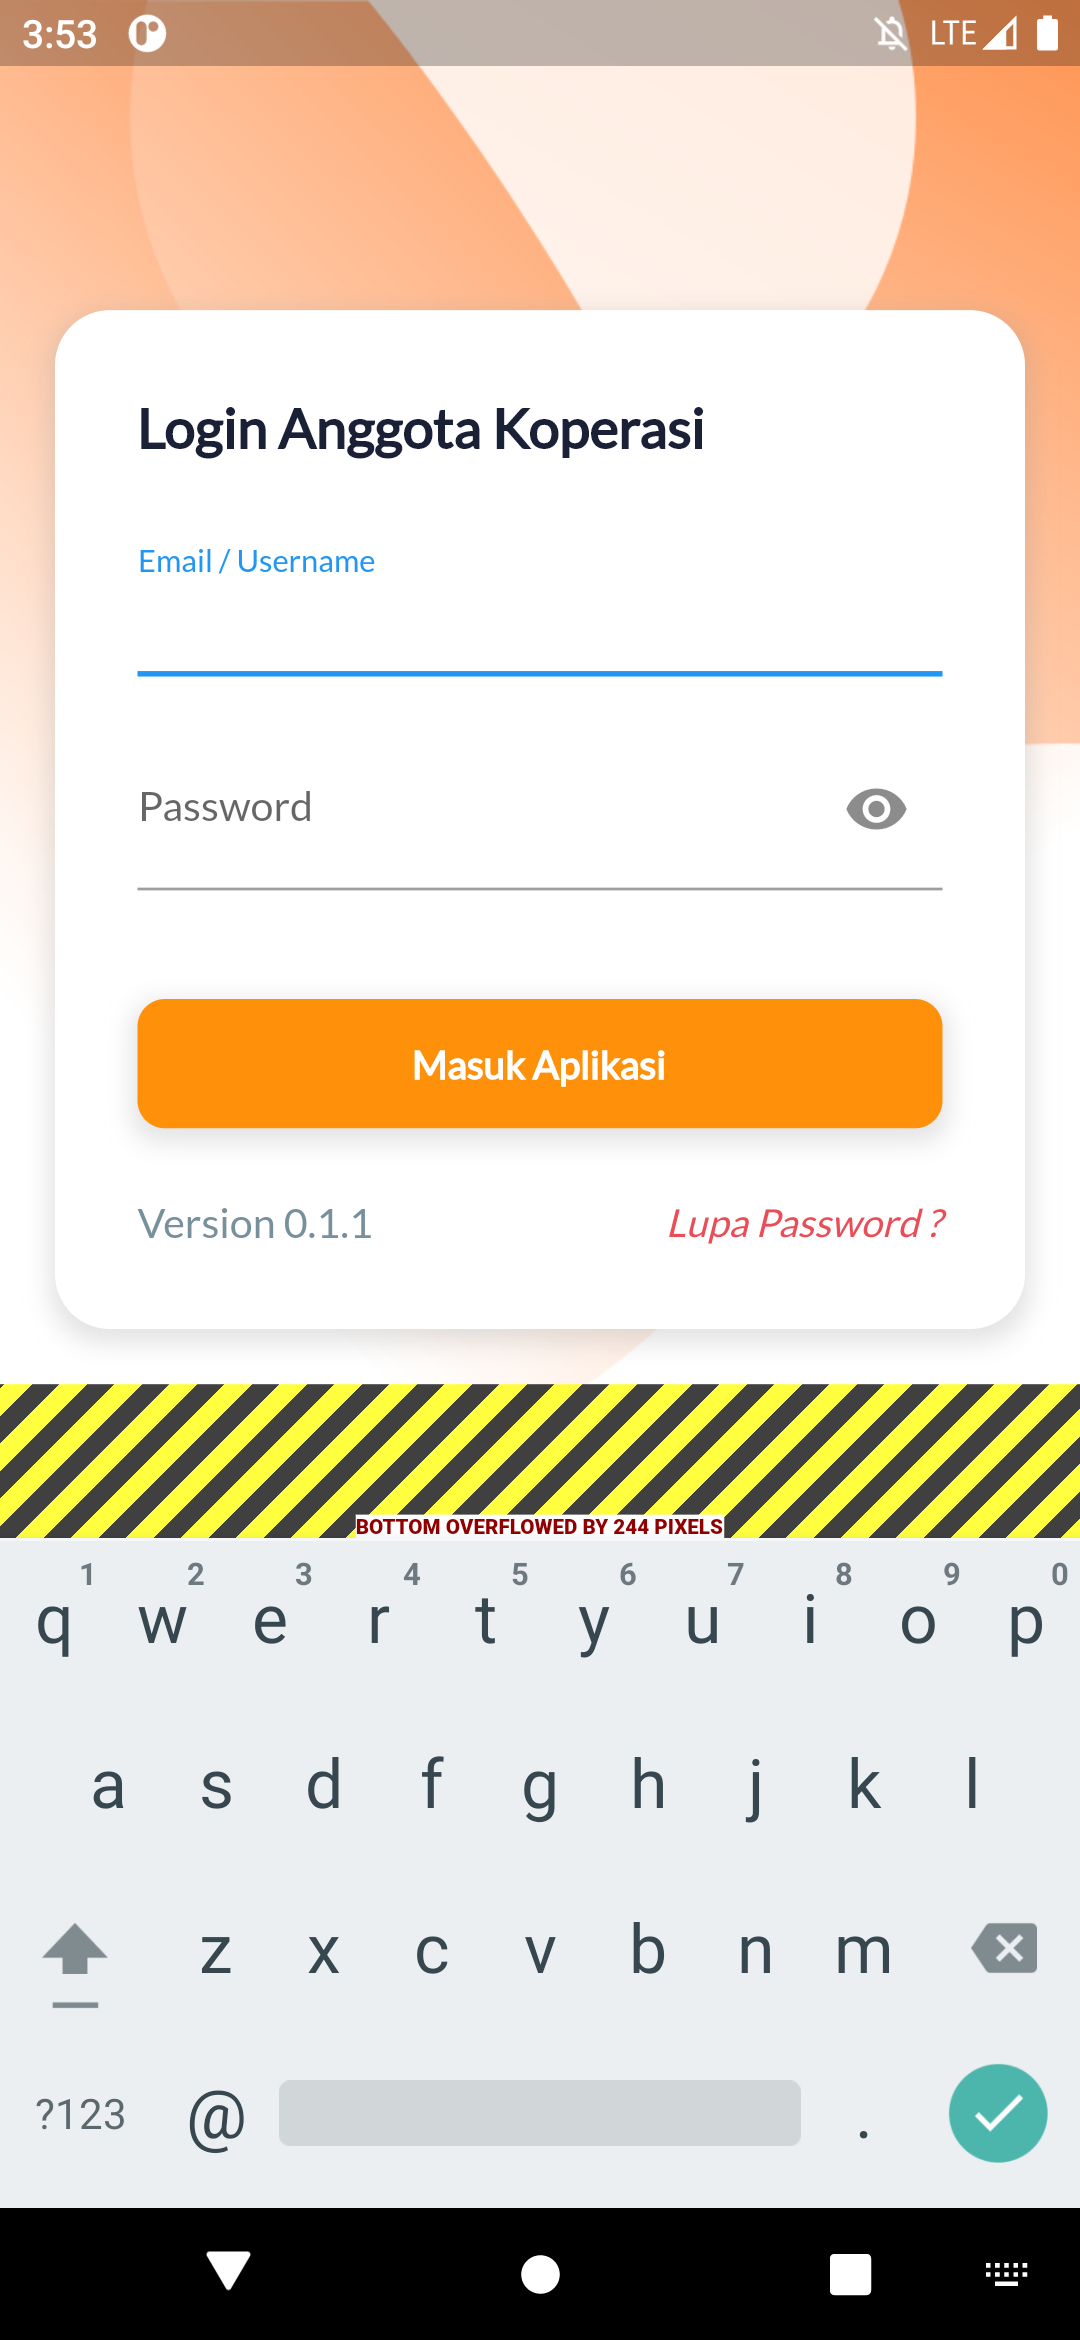 3:53 LTE
Login Anggota Koperasi
Email / Username
Password
Masuk Aplikasi
Version 0.1.1 Lupa Password ?
BOTTOM OVERFLOWED BY 244 PIXELS
1 2 3 4 5 6 7 8 9 0
q w e r t y u i o p
a s d f g h j k l
z x c v b n m
?123 @ .